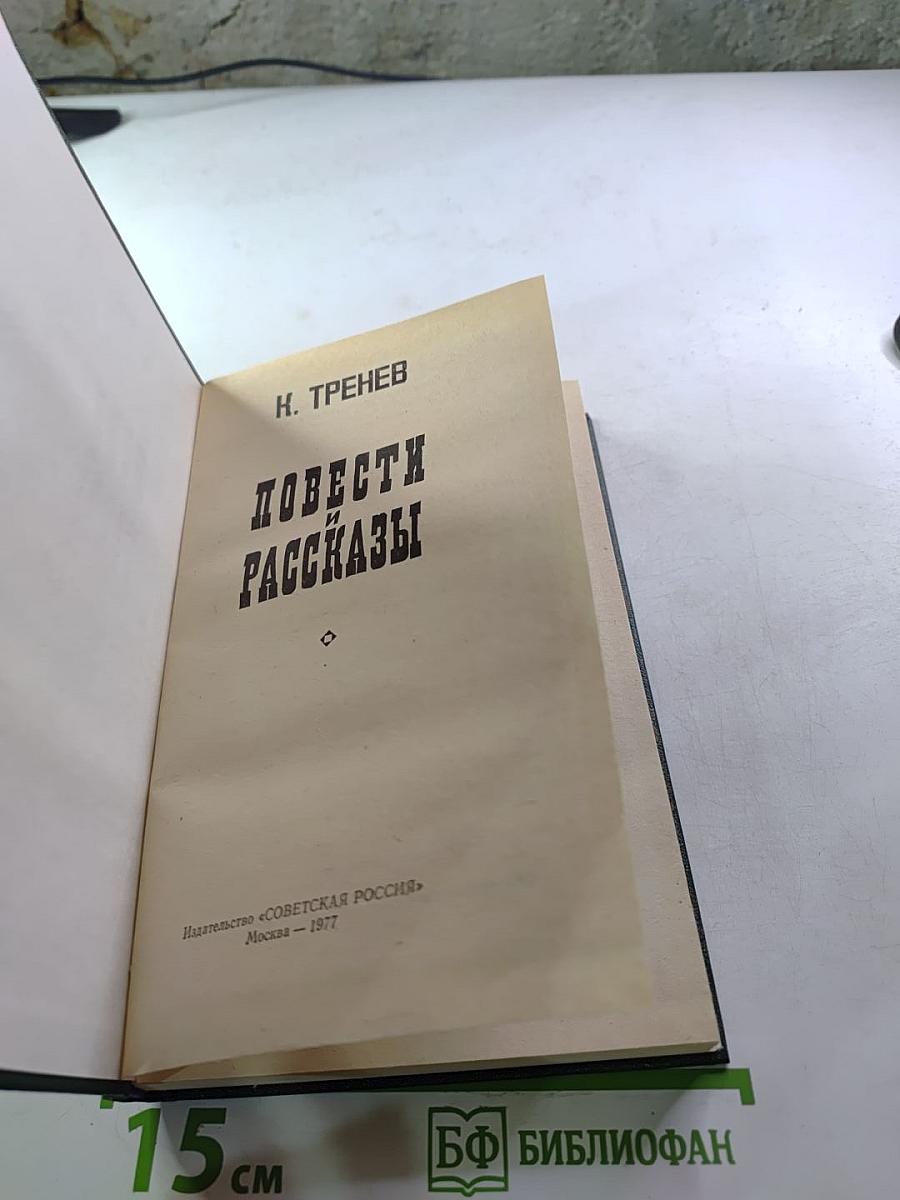 К. ТРЕНЕВ
ПОВЕСТИ
И
РАССКАЗЫ
Издательство «СОВЕТСКАЯ РОССИЯ»
Москва — 1977
15 см
БФ БИБЛИОФАН